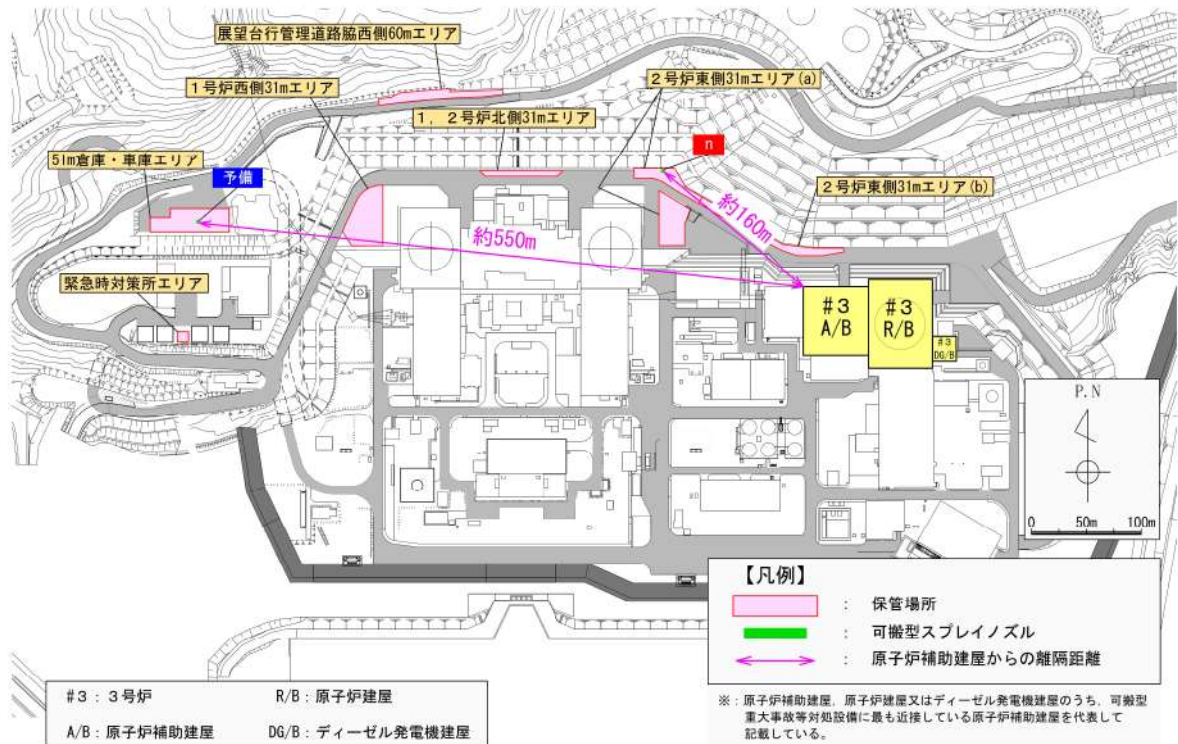 展望台行管理道路脇西側60mエリア
1号炉西側31mエリア
2号炉東側31mエリア(a)
1，2号炉北側31mエリア
n
51m倉庫・車庫エリア
予備
2号炉東側31mエリア(b)
約160m
約550m
緊急時対策所エリア
#3
A/B
#3
R/B
#3
DG/B
P.N
0 50m 100m
【凡例】
： 保管場所
： 可搬型スプレイノズル
： 原子炉補助建屋からの離隔距離
#3：3号炉 R/B：原子炉建屋
A/B：原子炉補助建屋 DG/B：ディーゼル発電機建屋
※：原子炉補助建屋，原子炉建屋又はディーゼル発電機建屋のうち，可搬型
重大事故等対処設備に最も近接している原子炉補助建屋を代表して
記載している。